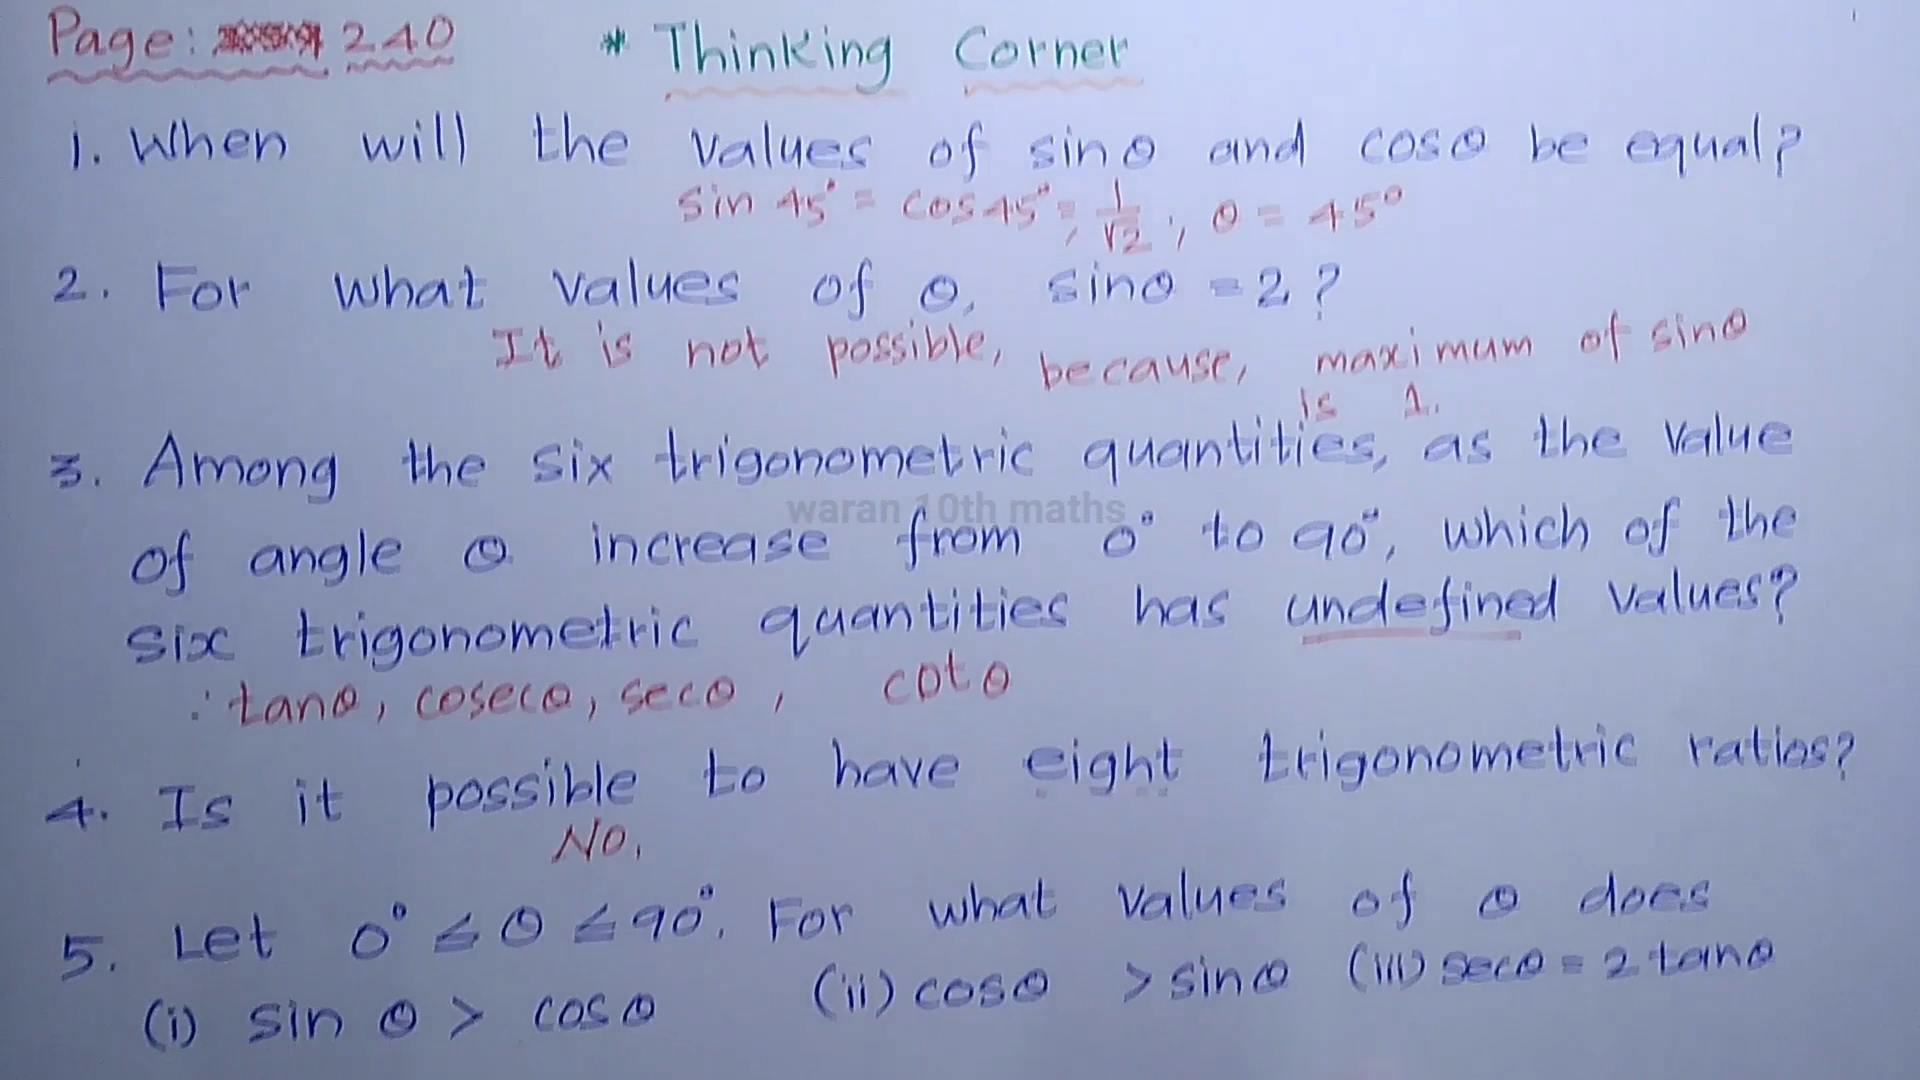 Page: 240 * Thinking Corner
1. When will the values of sinθ and cosθ be equal?
sin 45° = cos 45° = 1/√2 ; θ = 45°
2. For what values of θ, sinθ = 2?
It is not possible, because, maximum of sinθ
is 1.
3. Among the six trigonometric quantities, as the value
waran 10th maths
of angle θ increase from 0° to 90°, which of the
six trigonometric quantities has undefined values?
∴ tanθ, cosecθ, secθ, cotθ
4. Is it possible to have eight trigonometric ratios?
No,
5. Let 0° ≤ θ ≤ 90°. For what values of θ does
(i) sin θ > cosθ (ii) cosθ > sinθ (iii) secθ = 2 tanθ